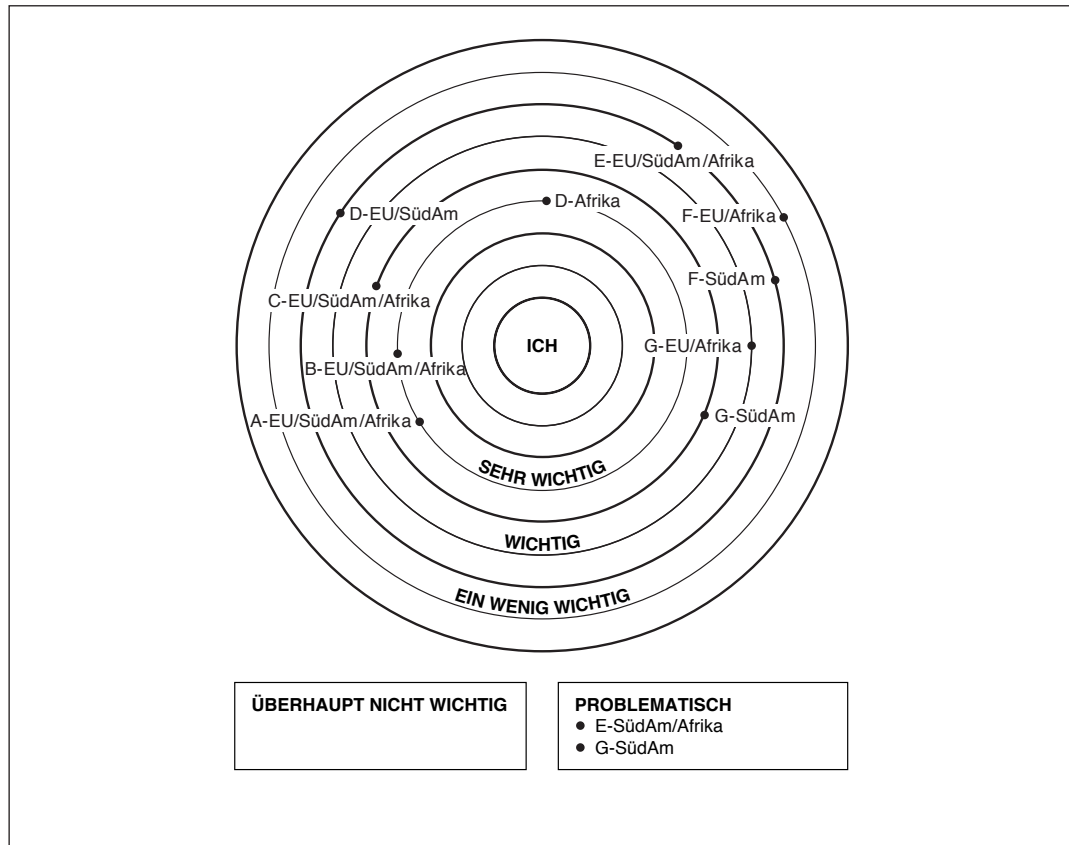 E-EU/SüdAm/Afrika
D-Afrika
D-EU/SüdAm
F-EU/Afrika
F-SüdAm
C-EU/SüdAm/Afrika
ICH
G-EU/Afrika
B-EU/SüdAm/Afrika
G-SüdAm
A-EU/SüdAm/Afrika
SEHR WICHTIG
WICHTIG
EIN WENIG WICHTIG
ÜBERHAUPT NICHT WICHTIG
PROBLEMATISCH
● E-SüdAm/Afrika
● G-SüdAm